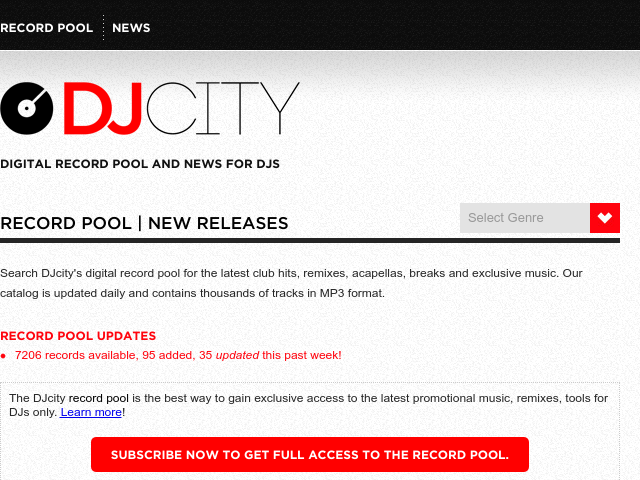 RECORD POOL NEWS
DJCITY
DIGITAL RECORD POOL AND NEWS FOR DJS
Select Genre
RECORD POOL | NEW RELEASES
Search DJcity's digital record pool for the latest club hits, remixes, acapellas, breaks and exclusive music. Our
catalog is updated daily and contains thousands of tracks in MP3 format.
RECORD POOL UPDATES
• 7206 records available, 95 added, 35 updated this past week!
The DJcity record pool is the best way to gain exclusive access to the latest promotional music, remixes, tools for
DJs only. Learn more!
SUBSCRIBE NOW TO GET FULL ACCESS TO THE RECORD POOL.